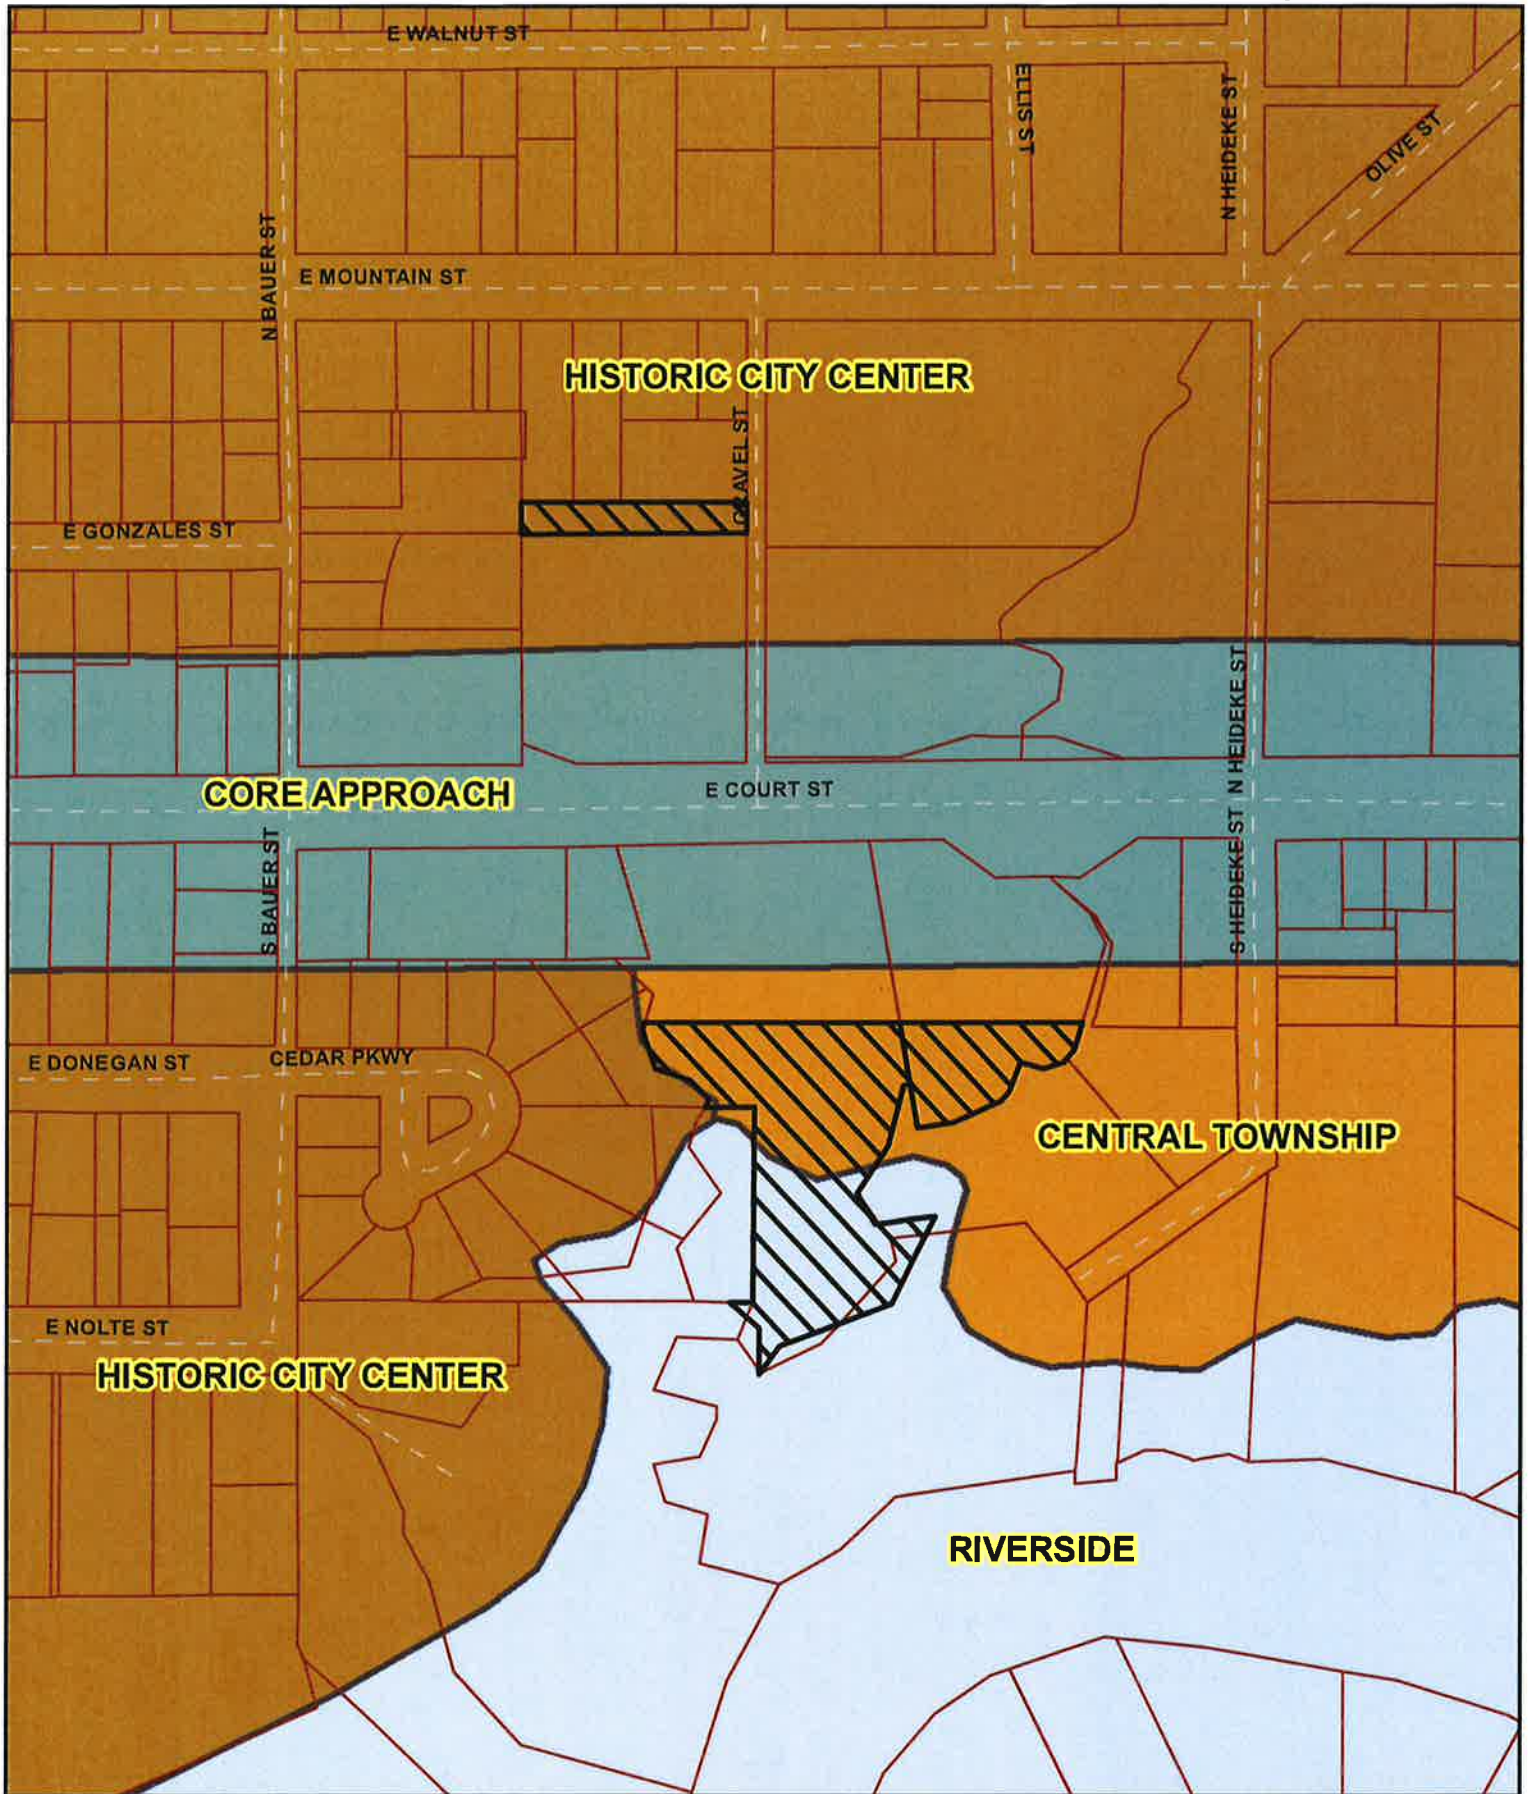 E WALNUT ST
ELLIS ST
N HEIDEKE ST
OLIVE ST
N BAUER ST
E MOUNTAIN ST
HISTORIC CITY CENTER
GRAVEL ST
E GONZALES ST
N HEIDEKE ST
CORE APPROACH
E COURT ST
S BAUER ST
S HEIDEKE ST
E DONEGAN ST
CEDAR PKWY
CENTRAL TOWNSHIP
E NOLTE ST
HISTORIC CITY CENTER
RIVERSIDE